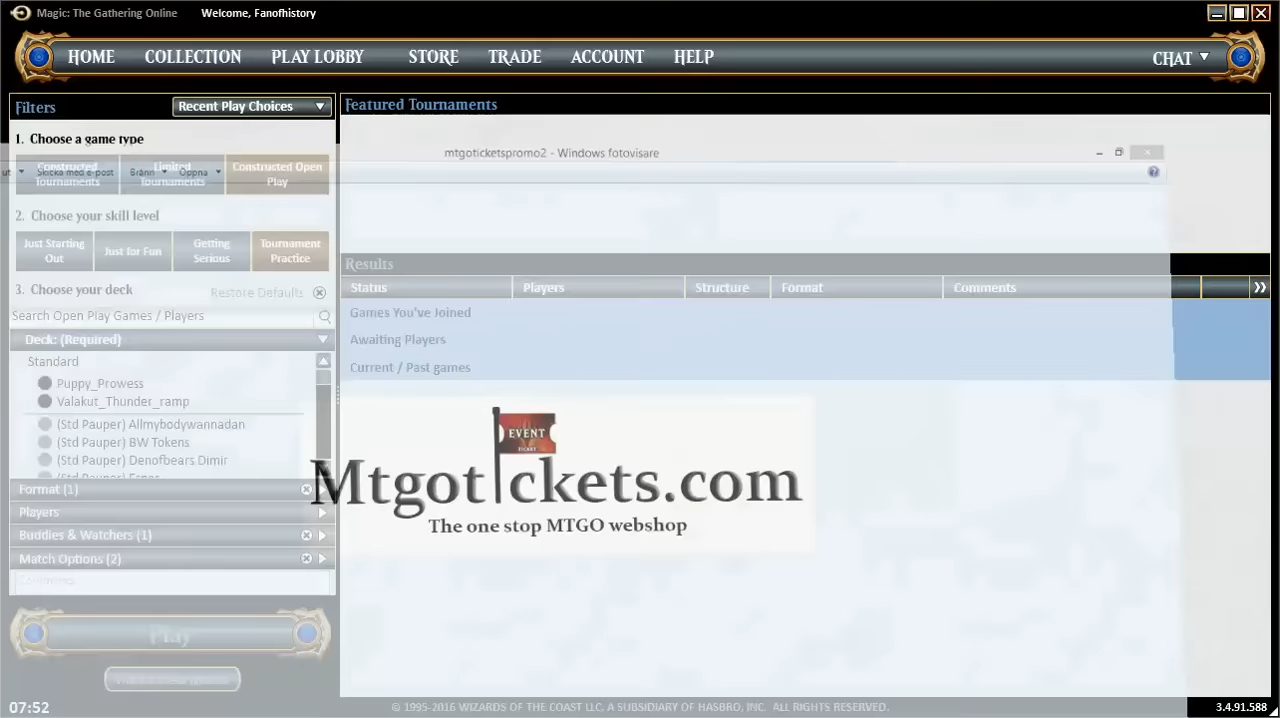 Magic: The Gathering Online
Welcome, Fanofhistory
HOME
COLLECTION
PLAY LOBBY
STORE
TRADE
ACCOUNT
HELP
CHAT
Filters
Recent Play Choices
Featured Tournaments
1. Choose a game type
mtgoticketspromo2 - Windows fotovisare
Constructed Tournaments
Limited Tournaments
Constructed Open Play
ut
Skicka med e-post
Bränn
Öppna
2. Choose your skill level
Just Starting Out
Just for Fun
Getting Serious
Tournament Practice
Results
3. Choose your deck
Restore Defaults
Status
Players
Structure
Format
Comments
Search Open Play Games / Players
Games You've Joined
Deck: (Required)
Awaiting Players
Standard
Current / Past games
Puppy_Prowess
Valakut_Thunder_ramp
(Std Pauper) Allmybodywannadan
(Std Pauper) BW Tokens
(Std Pauper) Denofbears Dimir
EVENT
TICKET
Mtgotickets.com
The one stop MTGO webshop
Format (1)
Players
Buddies & Watchers (1)
Match Options (2)
Comments
Play
07:52
© 1995-2016 WIZARDS OF THE COAST LLC, A SUBSIDIARY OF HASBRO, INC. ALL RIGHTS RESERVED.
3.4.91.588